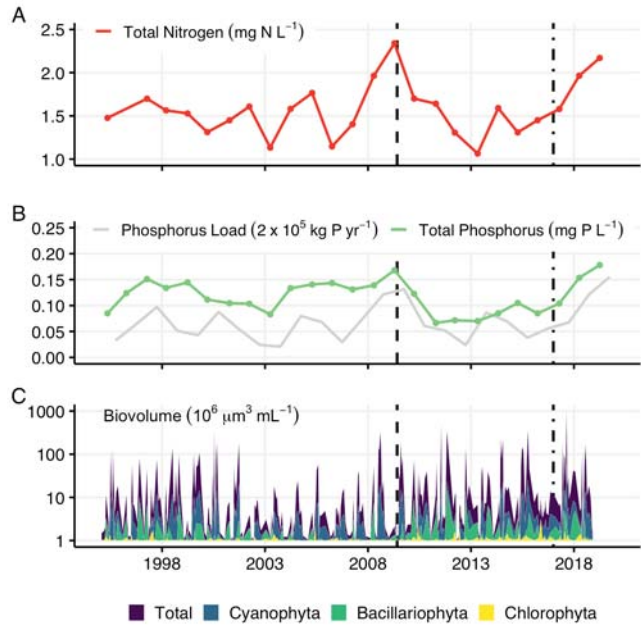 A
2.5
Total Nitrogen (mg N L⁻¹)
2.0
1.5
1.0
B
0.25
Phosphorus Load (2 x 10⁵ kg P yr⁻¹) Total Phosphorus (mg P L⁻¹)
0.20
0.15
0.10
0.05
0.00
C
1000
Biovolume (10⁶ µm³ mL⁻¹)
100
10
1
1998 2003 2008 2013 2018
Total Cyanophyta Bacillariophyta Chlorophyta